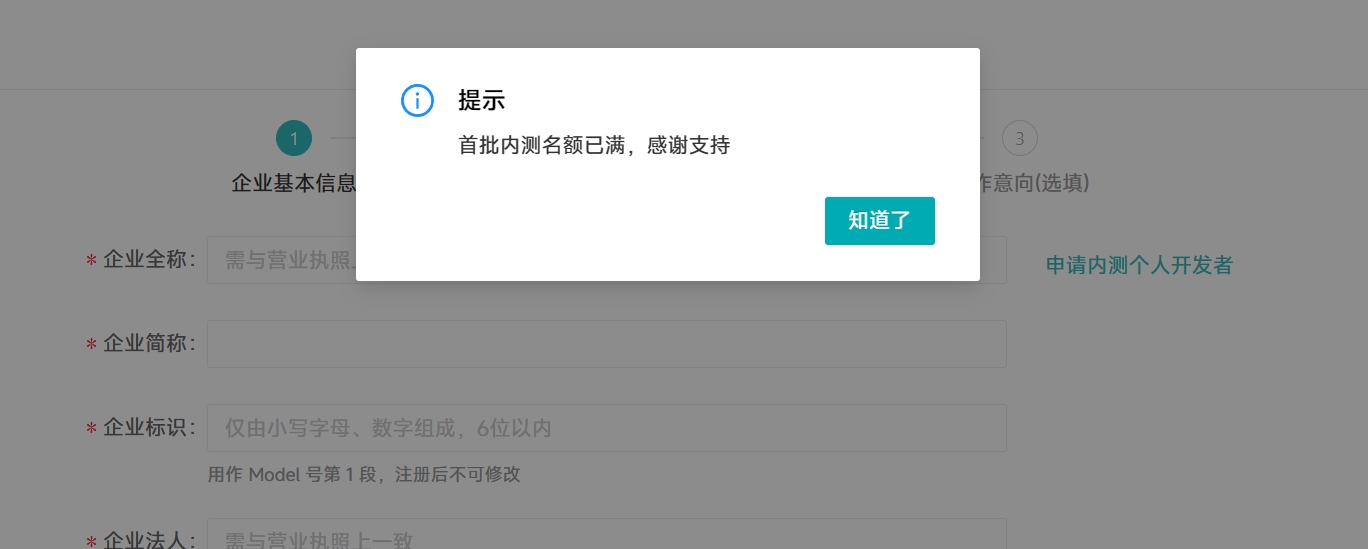 提示
首批内测名额已满，感谢支持
知道了
1
3
企业基本信息
作意向(选填)
* 企业全称：
需与营业执照上
申请内测个人开发者
* 企业简称：
* 企业标识：
仅由小写字母、数字组成，6位以内
用作 Model 号第 1 段，注册后不可修改
* 企业法人：
需与营业执照上一致